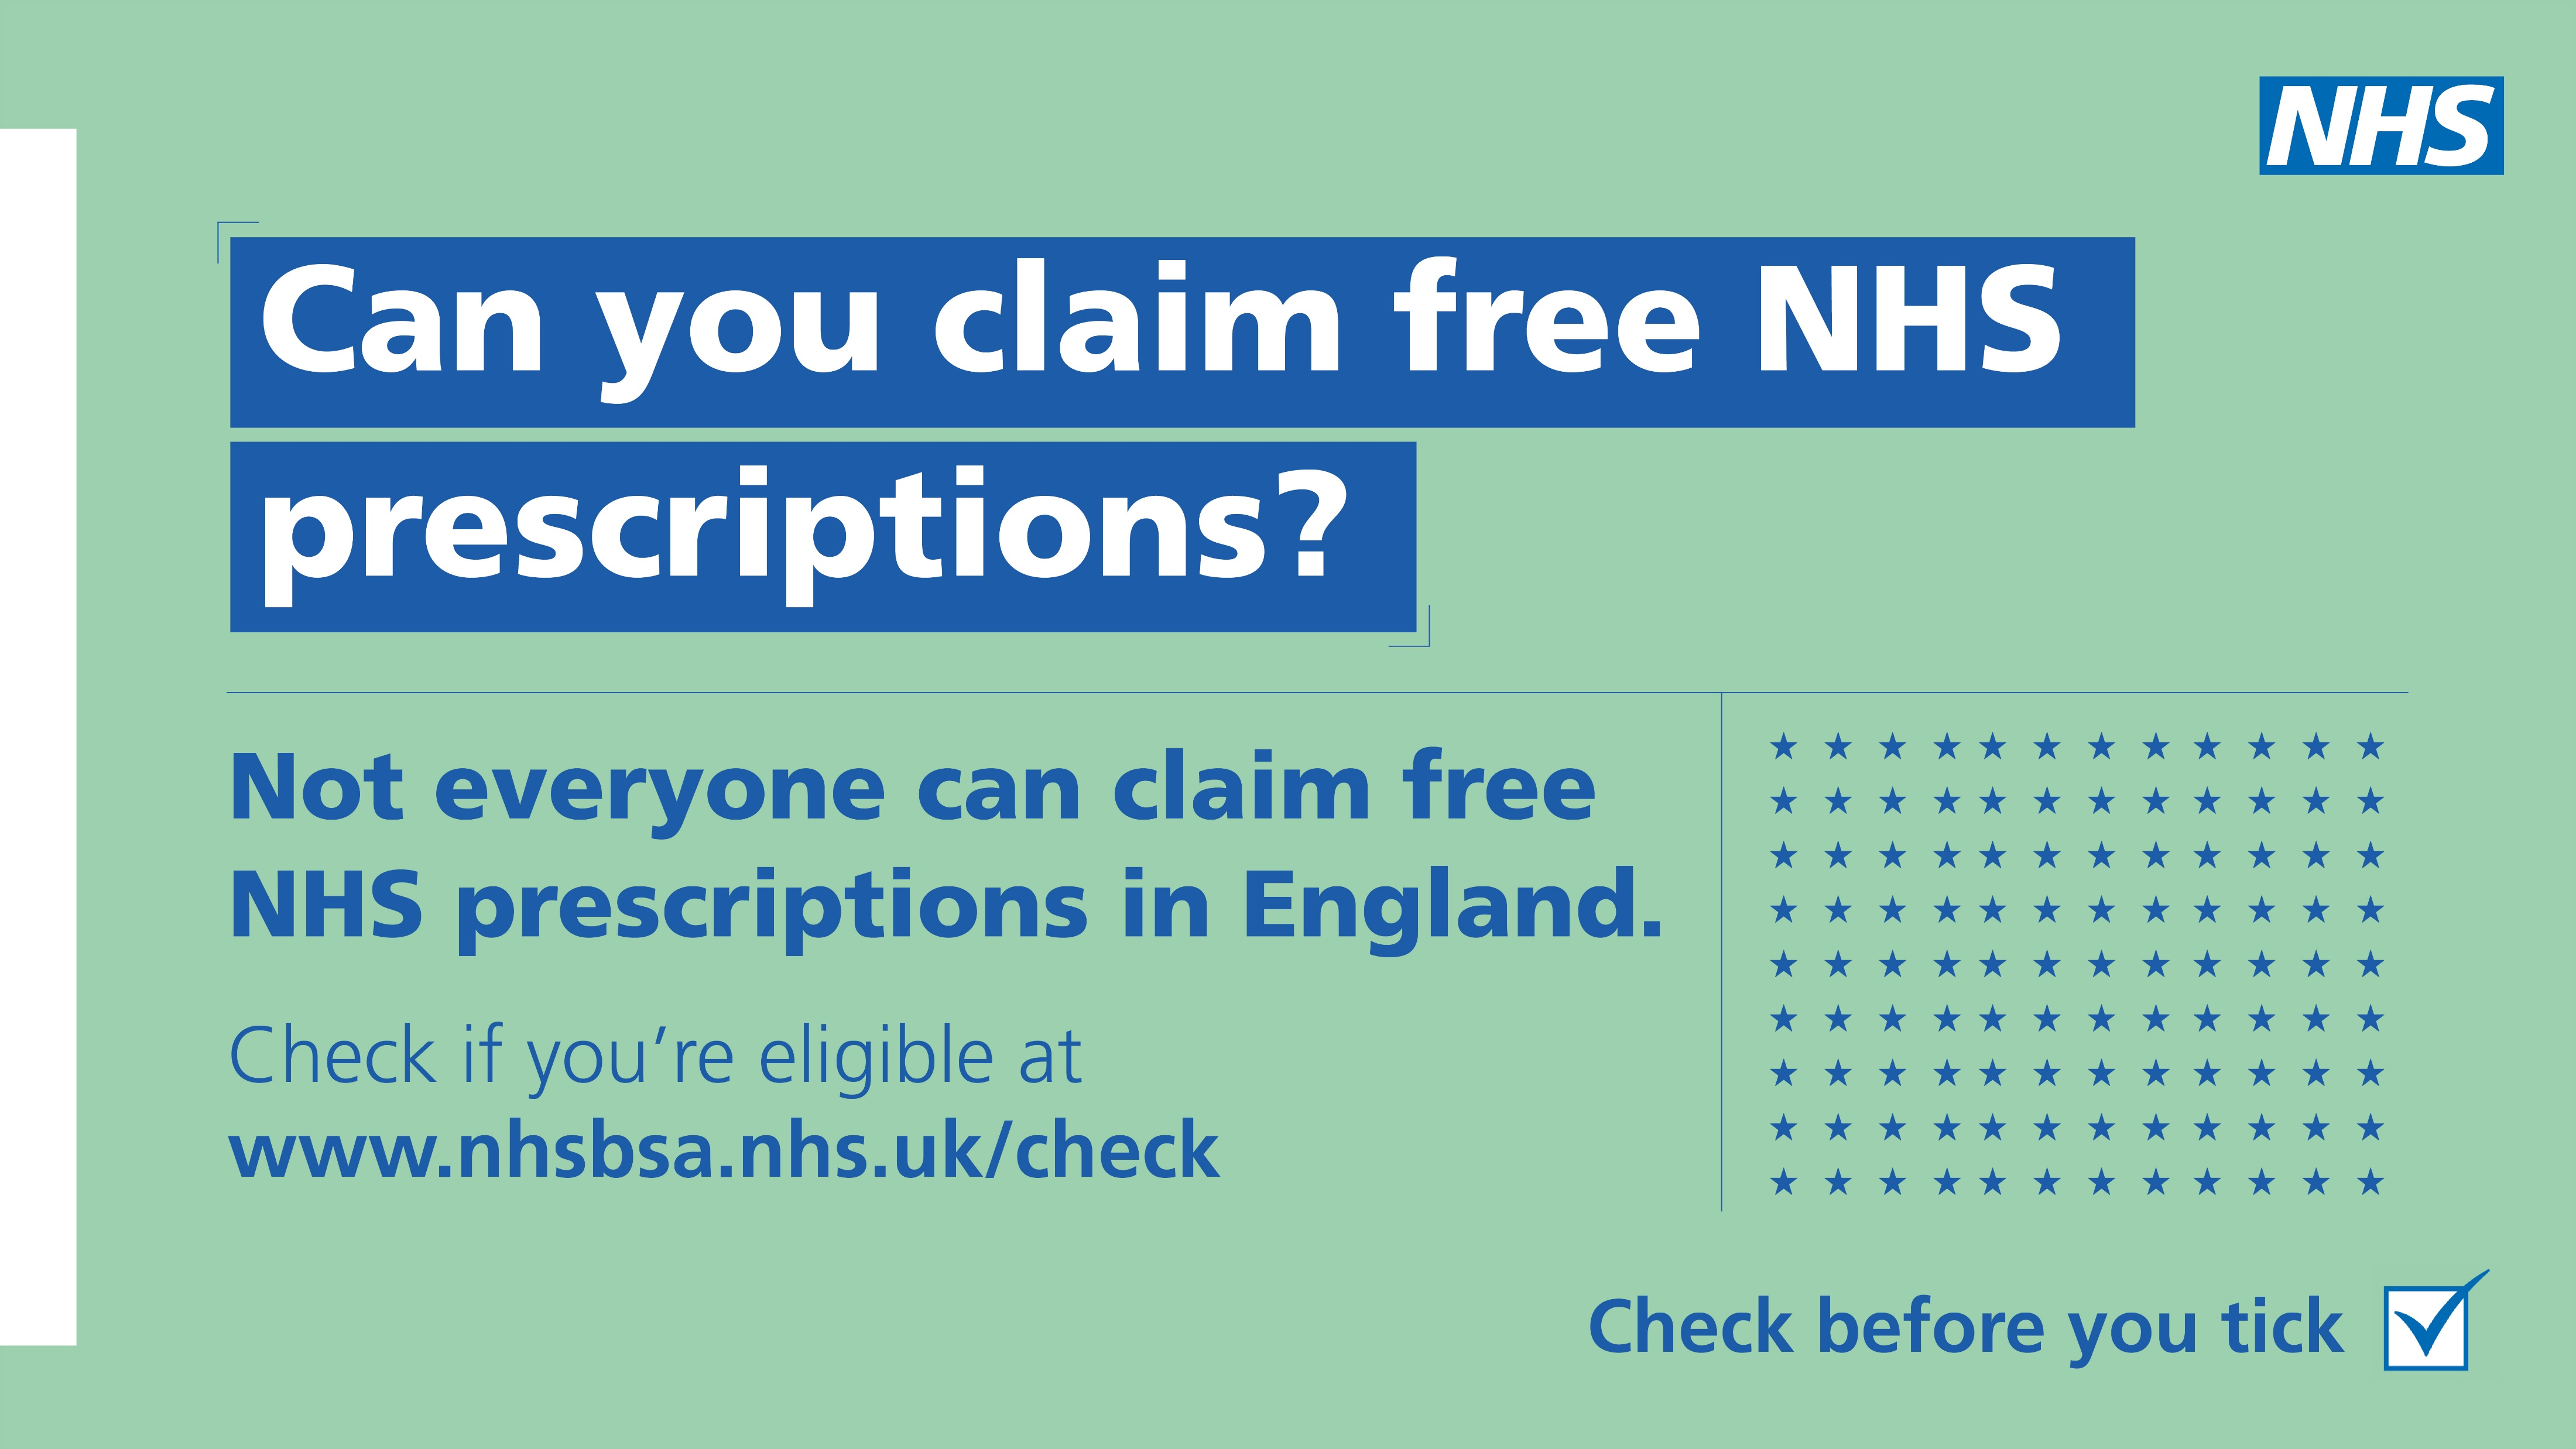 NHS
Can you claim free NHS
prescriptions?
Not everyone can claim free
NHS prescriptions in England.
Check if you’re eligible at
www.nhsbsa.nhs.uk/check
Check before you tick